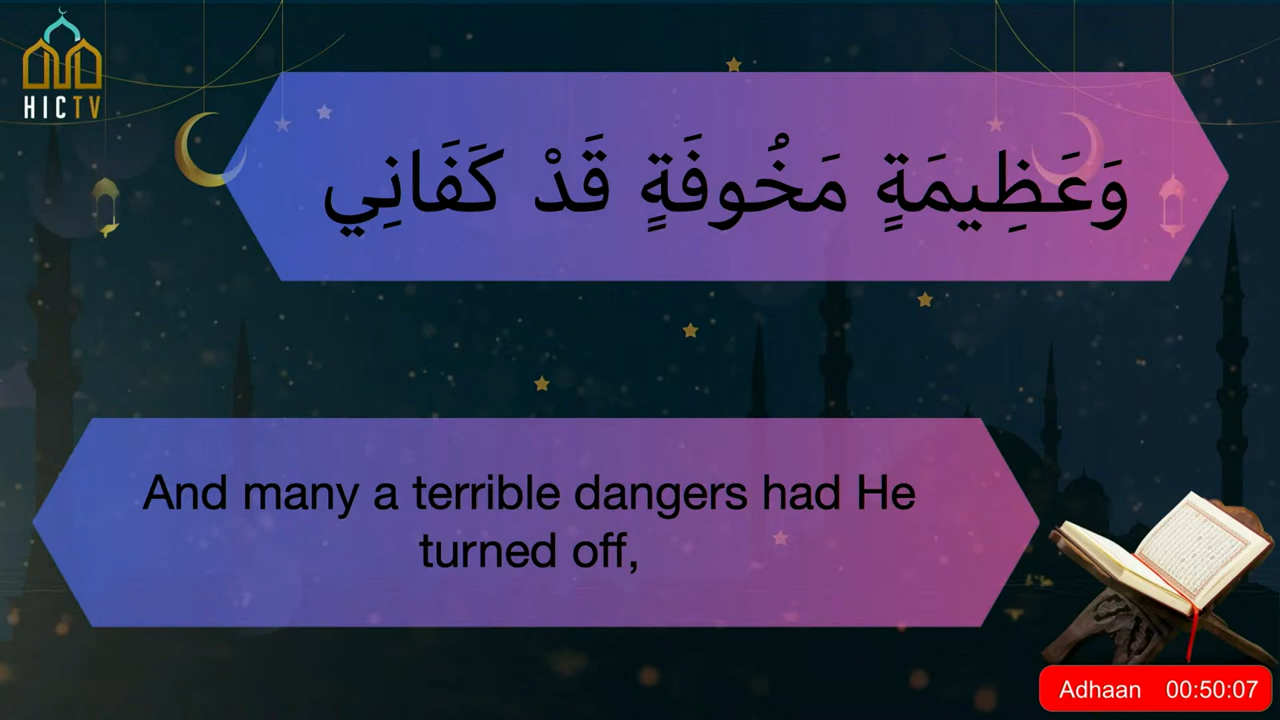 HICTV
وَعَظِيمَةٍ مَخُوفَةٍ قَدْ كَفَانِي
And many a terrible dangers had He
turned off,
Adhaan 00:50:07